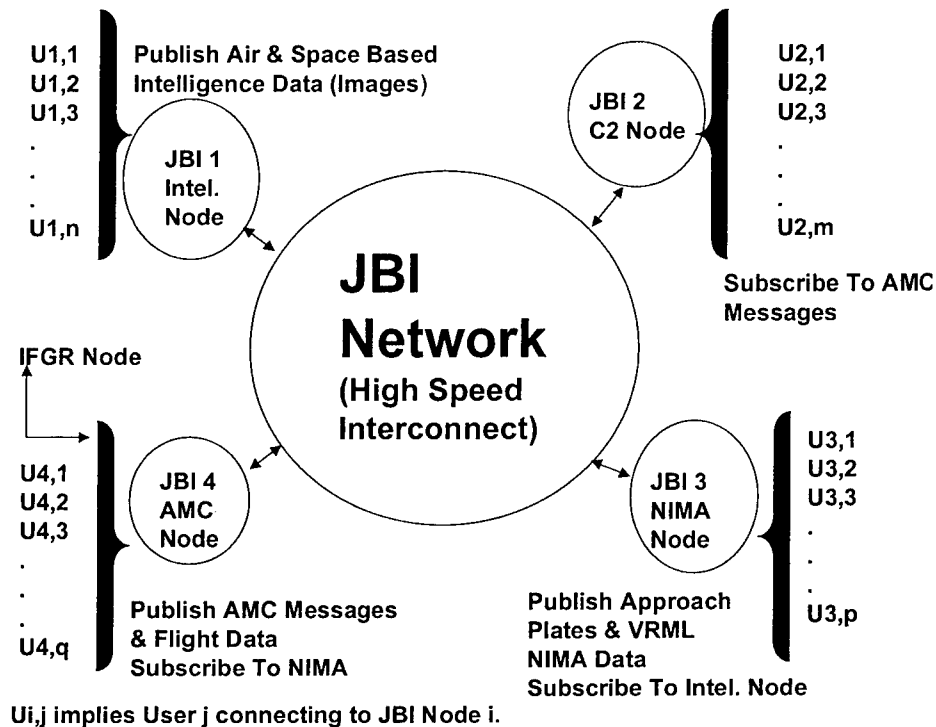 U1,1
U1,2
U1,3
.
.
.
U1,n
Publish Air & Space Based
Intelligence Data (Images)
JBI 1
Intel.
Node
JBI 2
C2 Node
U2,1
U2,2
U2,3
.
.
.
U2,m
Subscribe To AMC
Messages
JBI
Network
(High Speed
Interconnect)
IFGR Node
U4,1
U4,2
U4,3
.
.
.
U4,q
JBI 4
AMC
Node
Publish AMC Messages
& Flight Data
Subscribe To NIMA
JBI 3
NIMA
Node
U3,1
U3,2
U3,3
.
.
.
U3,p
Publish Approach
Plates & VRML
NIMA Data
Subscribe To Intel. Node
Ui,j implies User j connecting to JBI Node i.